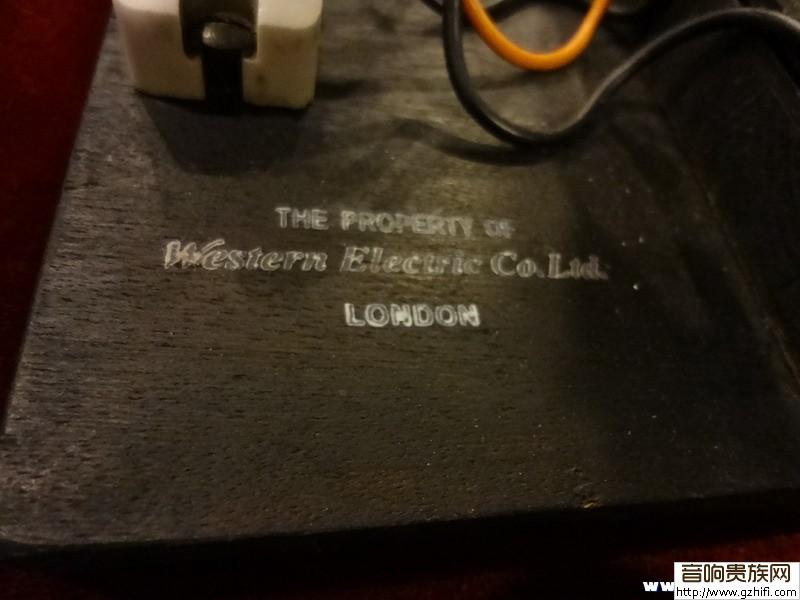 THE PROPERTY OF
Western Electric Co. Ltd.
LONDON
音响贵族网
http://www.gzhifi.com